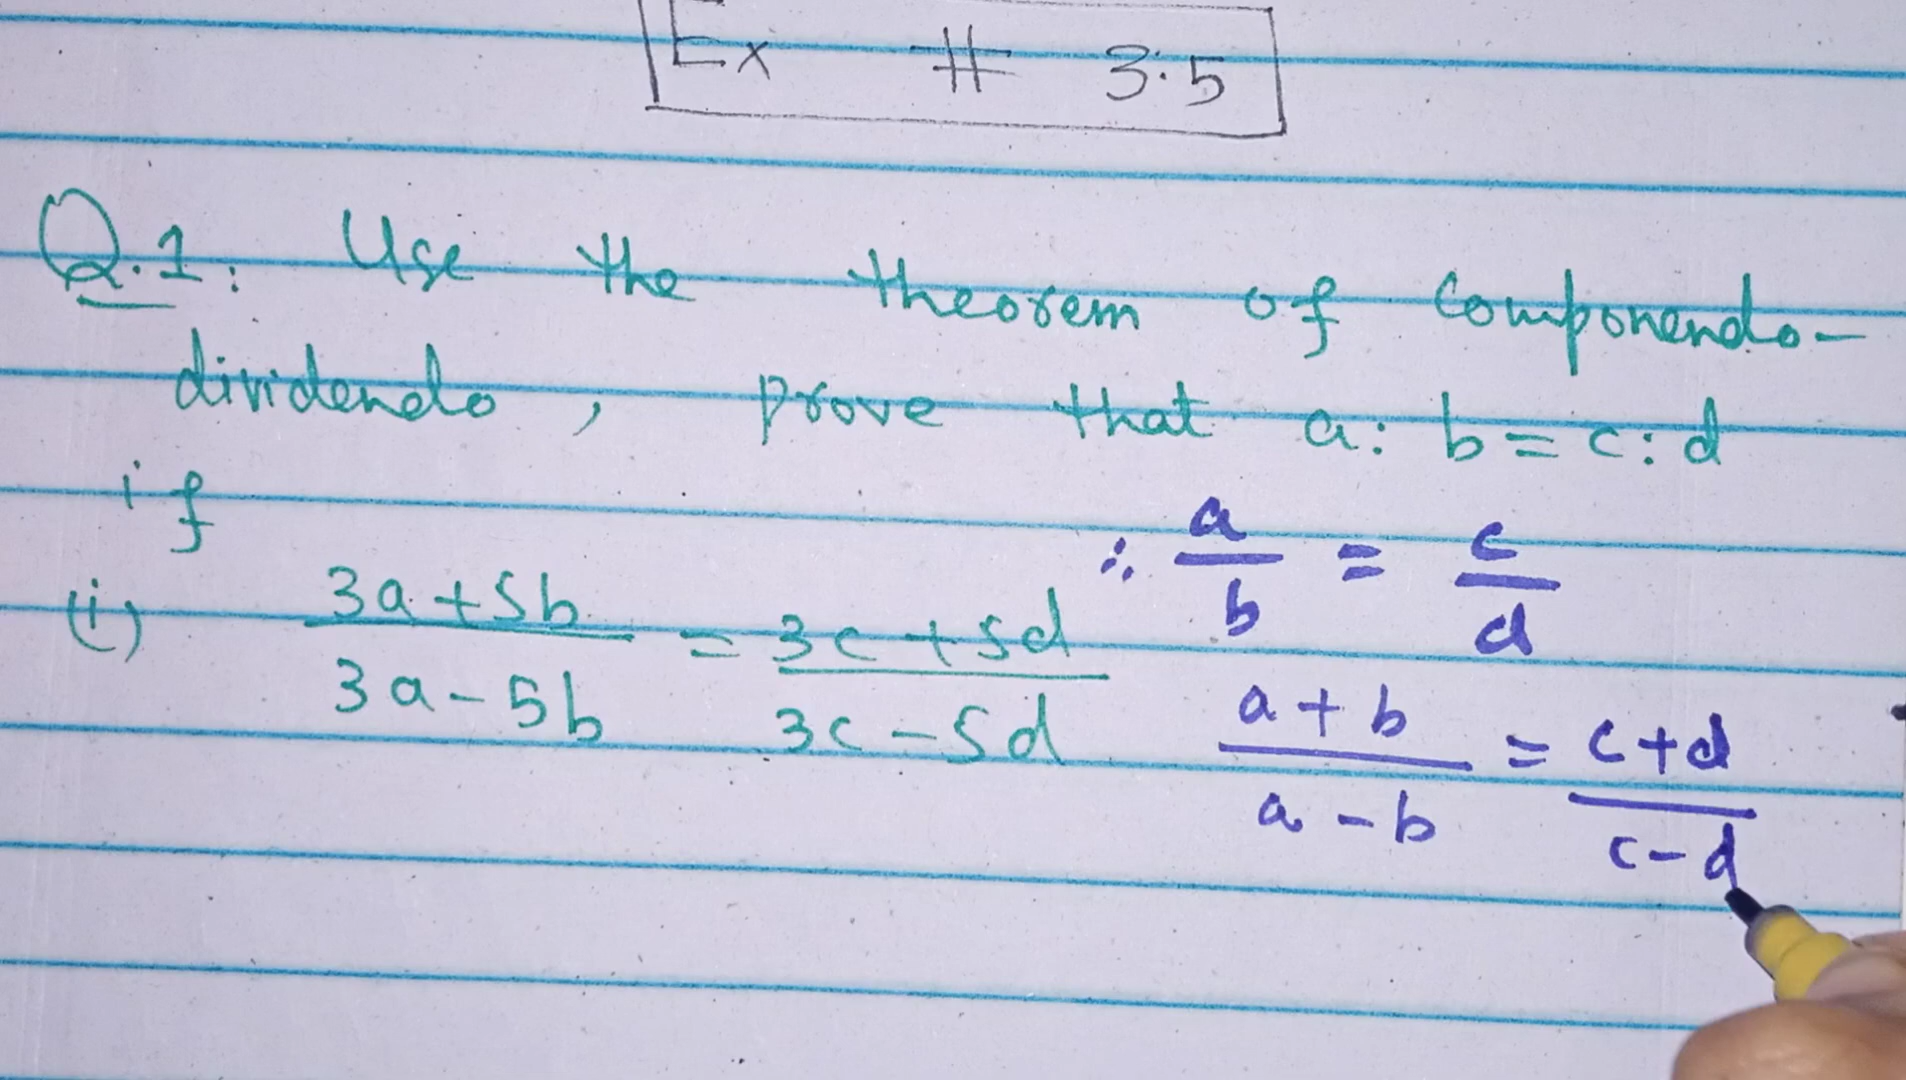 Ex # 3.5
Q.1: Use the theorem of componendo-
dividendo, prove that a:b=c:d
if
∴ a/b = c/d
(i) 3a+5b/3a-5b = 3c+5d/3c-5d
a+b/a-b = c+d/c-d